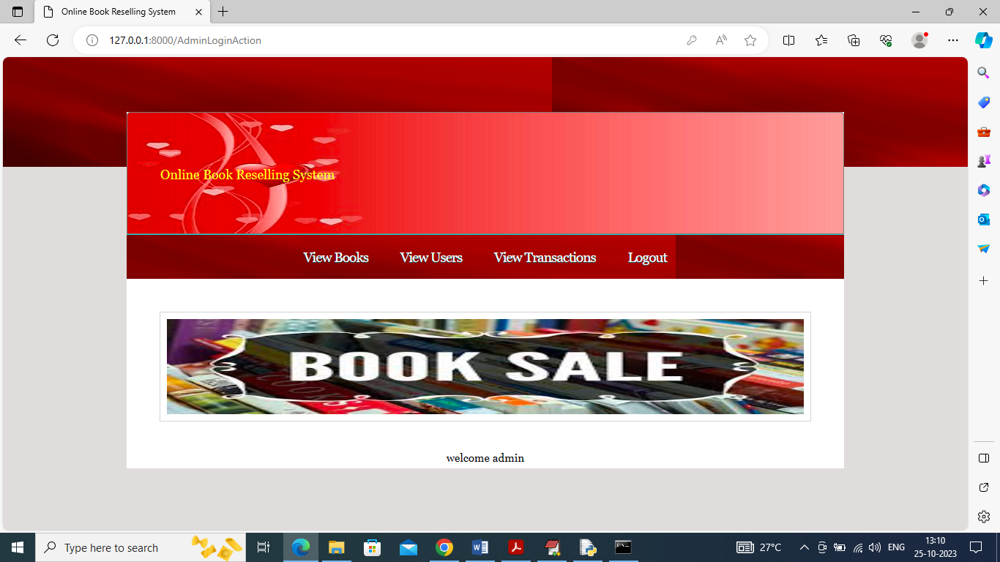 Online Book Reselling System
127.0.0.1:8000/AdminLoginAction
Online Book Reselling System
View Books View Users View Transactions Logout
BOOK SALE
welcome admin
Type here to search
27°C
ENG
13:10
25-10-2023